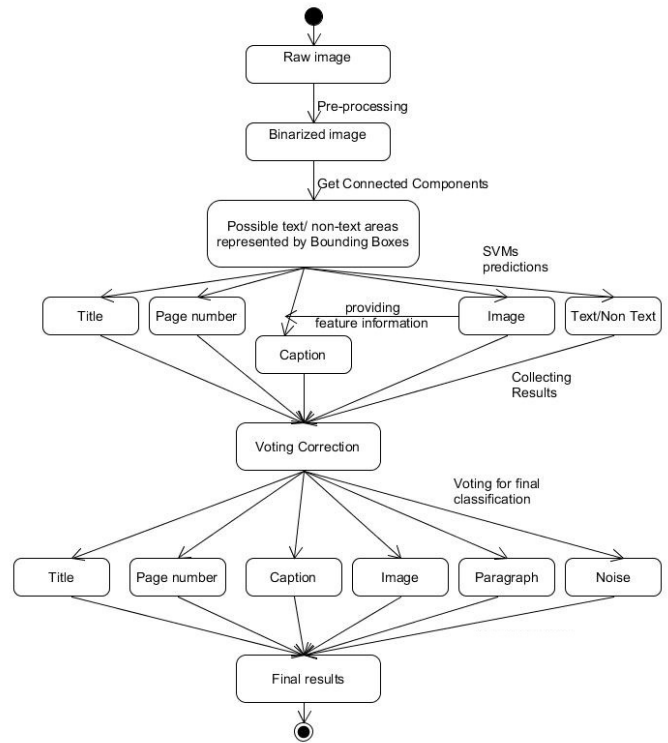 Raw image
Pre-processing
Binarized image
Get Connected Components
Possible text/ non-text areas
represented by Bounding Boxes
SVMs
predictions
Title
Page number
providing
feature information
Image
Text/Non Text
Caption
Collecting
Results
Voting Correction
Voting for final
classification
Title
Page number
Caption
Image
Paragraph
Noise
Final results